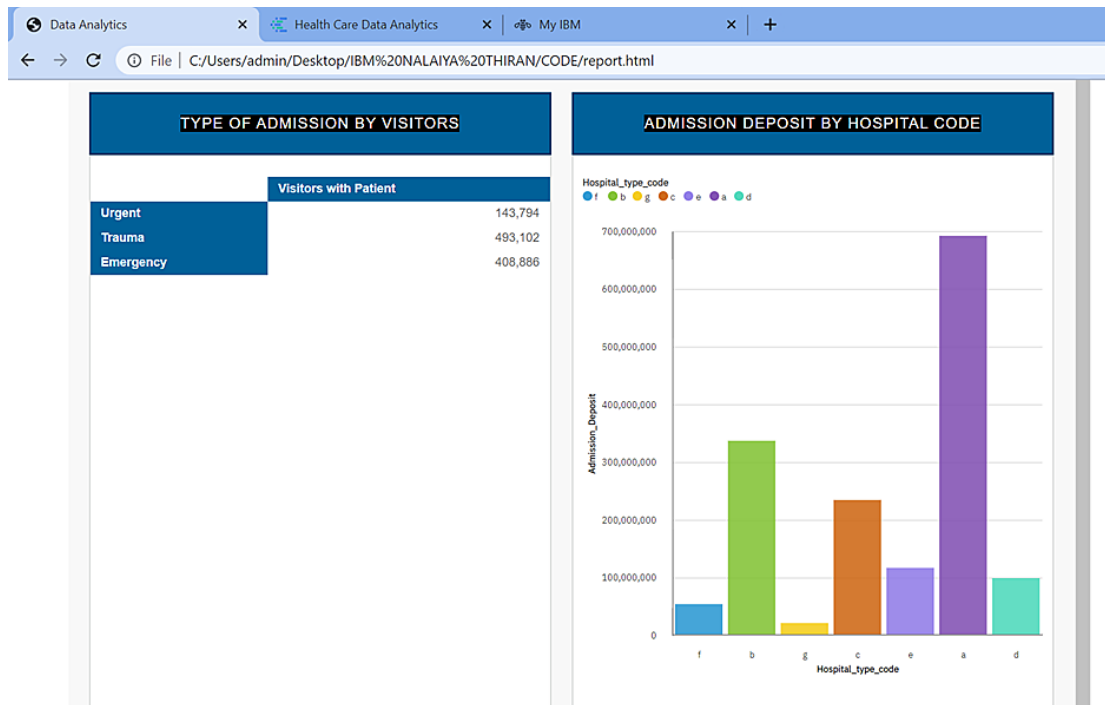 Data Analytics
Health Care Data Analytics
My IBM
File | C:/Users/admin/Desktop/IBM%20NALAIYA%20THIRAN/CODE/report.html
TYPE OF ADMISSION BY VISITORS
Visitors with Patient
Urgent 143,794
Trauma 493,102
Emergency 408,886
ADMISSION DEPOSIT BY HOSPITAL CODE
Hospital_type_code
f b g c e a d
700,000,000
600,000,000
500,000,000
400,000,000
300,000,000
200,000,000
100,000,000
0
Admission_Deposit
f b g c e a d
Hospital_type_code